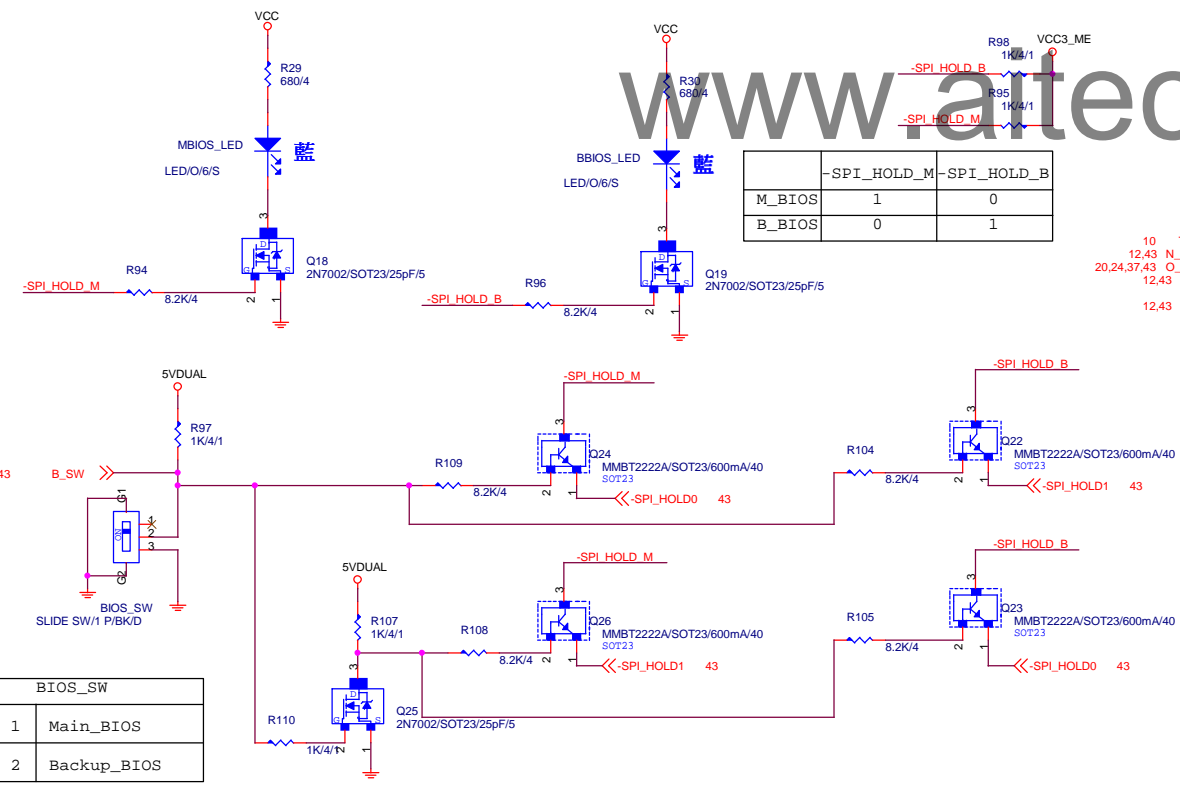 VCC
R29
680/4
MBIOS_LED
藍
LED/O/6/S
3
D
G
S
Q18
2N7002/SOT23/25pF/5
2
1
-SPI_HOLD_M
R94
8.2K/4
VCC
R30
680/4
BBIOS_LED
藍
LED/O/6/S
3
D
G
S
Q19
2N7002/SOT23/25pF/5
2
1
-SPI_HOLD_B
R96
8.2K/4
www.aitec
VCC3_ME
R98
1K/4/1
-SPI_HOLD_B
R95
1K/4/1
-SPI_HOLD_M
-SPI_HOLD_M -SPI_HOLD_B
M_BIOS 1 0
B_BIOS 0 1
10
12,43 N_
20,24,37,43 O_
12,43
12,43
5VDUAL
R97
1K/4/1
43 B_SW
G1
1
2
3
ON
G2
BIOS_SW
SLIDE SW/1 P/BK/D
R109
8.2K/4
-SPI_HOLD_M
3
Q24
MMBT2222A/SOT23/600mA/40
SOT23
2
1
-SPI_HOLD0 43
R104
8.2K/4
-SPI_HOLD_B
3
Q22
MMBT2222A/SOT23/600mA/40
SOT23
2
1
-SPI_HOLD1 43
5VDUAL
R107
1K/4/1
3
D
G
S
Q25
2N7002/SOT23/25pF/5
2
1
R110
1K/4/1
R108
8.2K/4
-SPI_HOLD_M
3
Q26
MMBT2222A/SOT23/600mA/40
SOT23
2
1
-SPI_HOLD1 43
R105
8.2K/4
-SPI_HOLD_B
3
Q23
MMBT2222A/SOT23/600mA/40
SOT23
2
1
-SPI_HOLD0 43
BIOS_SW
1 Main_BIOS
2 Backup_BIOS